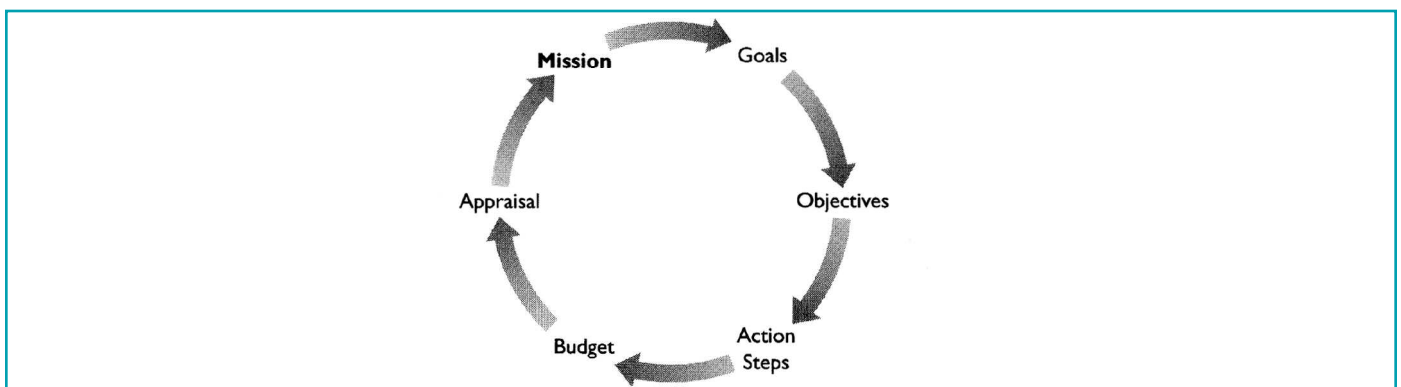 Mission
Goals
Objectives
Action
Steps
Budget
Appraisal